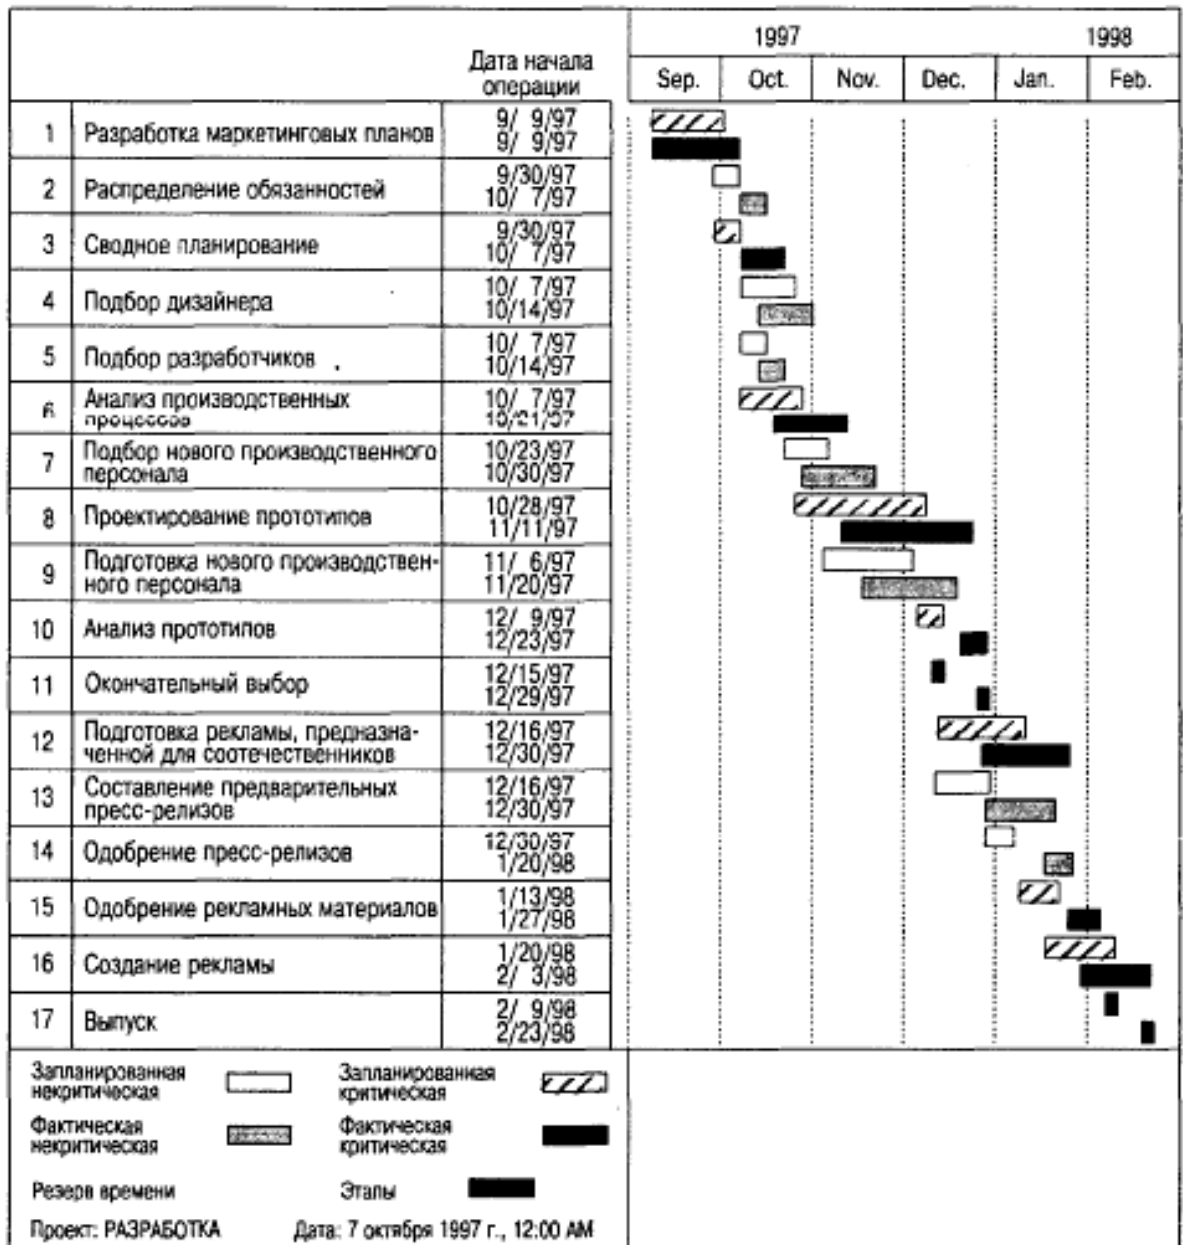 1997 1998
Дата начала
операции
Sep. Oct. Nov. Dec. Jan. Feb.
1 Разработка маркетинговых планов 9/ 9/97
9/ 9/97
2 Распределение обязанностей 9/30/97
10/ 7/97
3 Сводное планирование 9/30/97
10/ 7/97
4 Подбор дизайнера 10/ 7/97
10/14/97
5 Подбор разработчиков 10/ 7/97
10/14/97
6 Анализ производственных 10/ 7/97
процессов 10/21/97
7 Подбор нового производственного 10/23/97
персонала 10/30/97
8 Проектирование прототипов 10/28/97
11/11/97
9 Подготовка нового производствен- 11/ 6/97
ного персонала 11/20/97
10 Анализ прототипов 12/ 9/97
12/23/97
11 Окончательный выбор 12/15/97
12/29/97
12 Подготовка рекламы, предназна- 12/16/97
ченной для соотечественников 12/30/97
13 Составление предварительных 12/16/97
пресс-релизов 12/30/97
14 Одобрение пресс-релизов 12/30/97
1/20/98
15 Одобрение рекламных материалов 1/13/98
1/27/98
16 Создание рекламы 1/20/98
2/ 3/98
17 Выпуск 2/ 9/98
2/23/98
Запланированная Запланированная
некритическая критическая
Фактическая Фактическая
некритическая критическая
Резерв времени Этапы
Проект: РАЗРАБОТКА Дата: 7 октября 1997 г., 12:00 AM